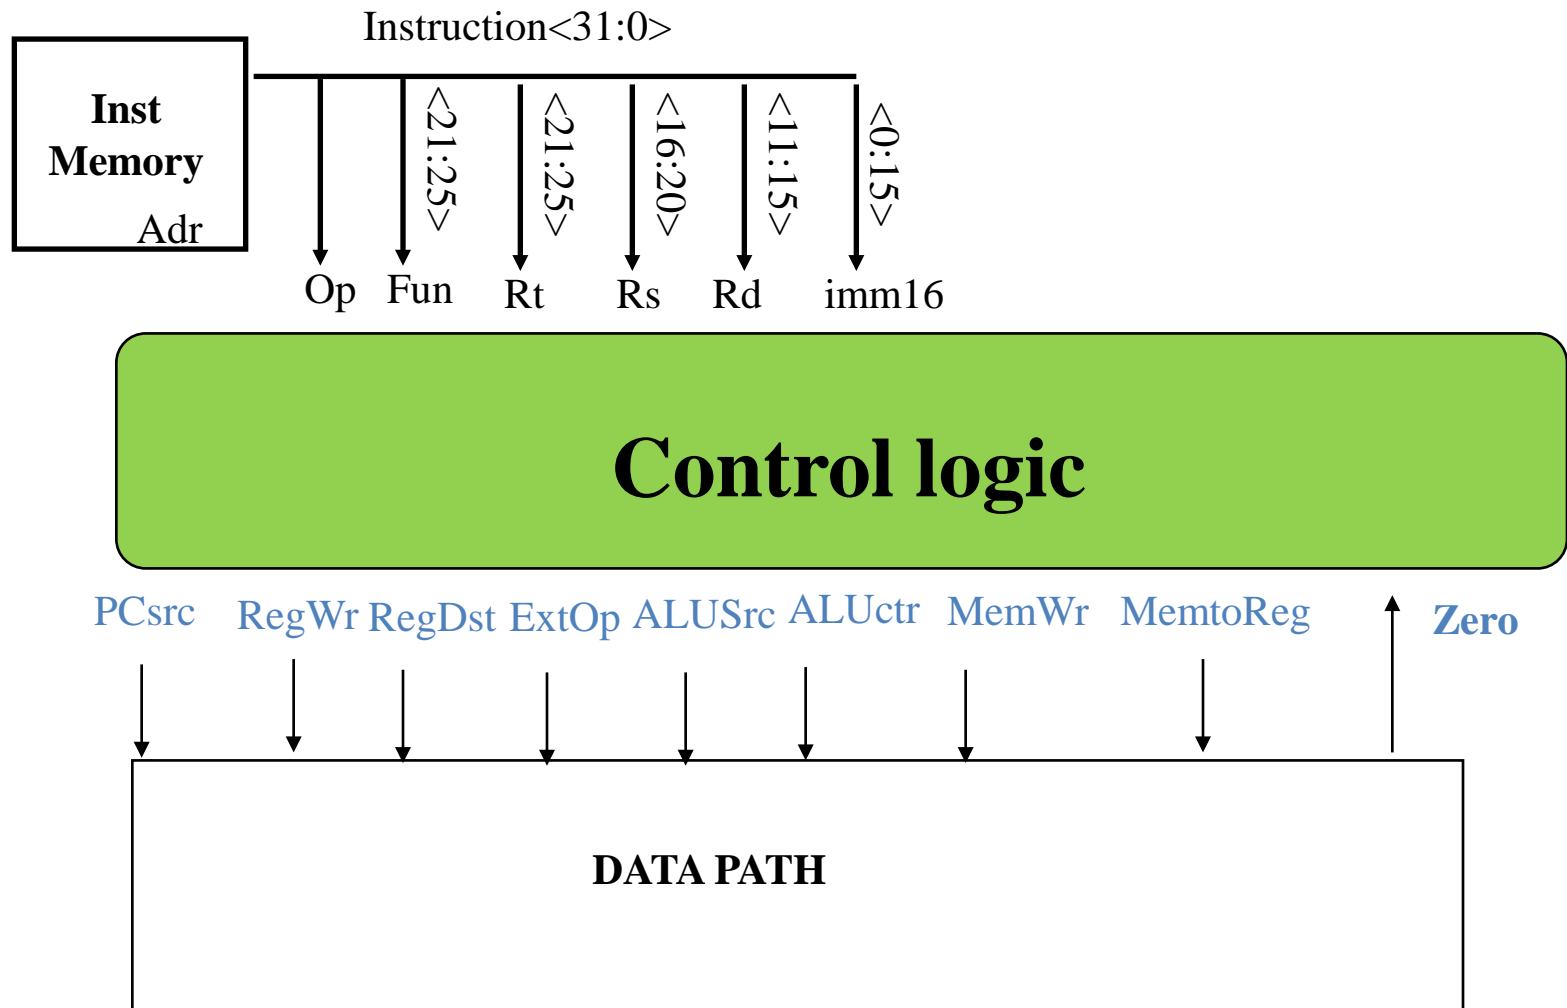 Instruction<31:0>
Inst
Memory
Adr
<21:25>
<21:25>
<16:20>
<11:15>
<0:15>
Op Fun Rt Rs Rd imm16
Control logic
PCsrc RegWr RegDst ExtOp ALUSrc ALUctr MemWr MemtoReg Zero
DATA PATH